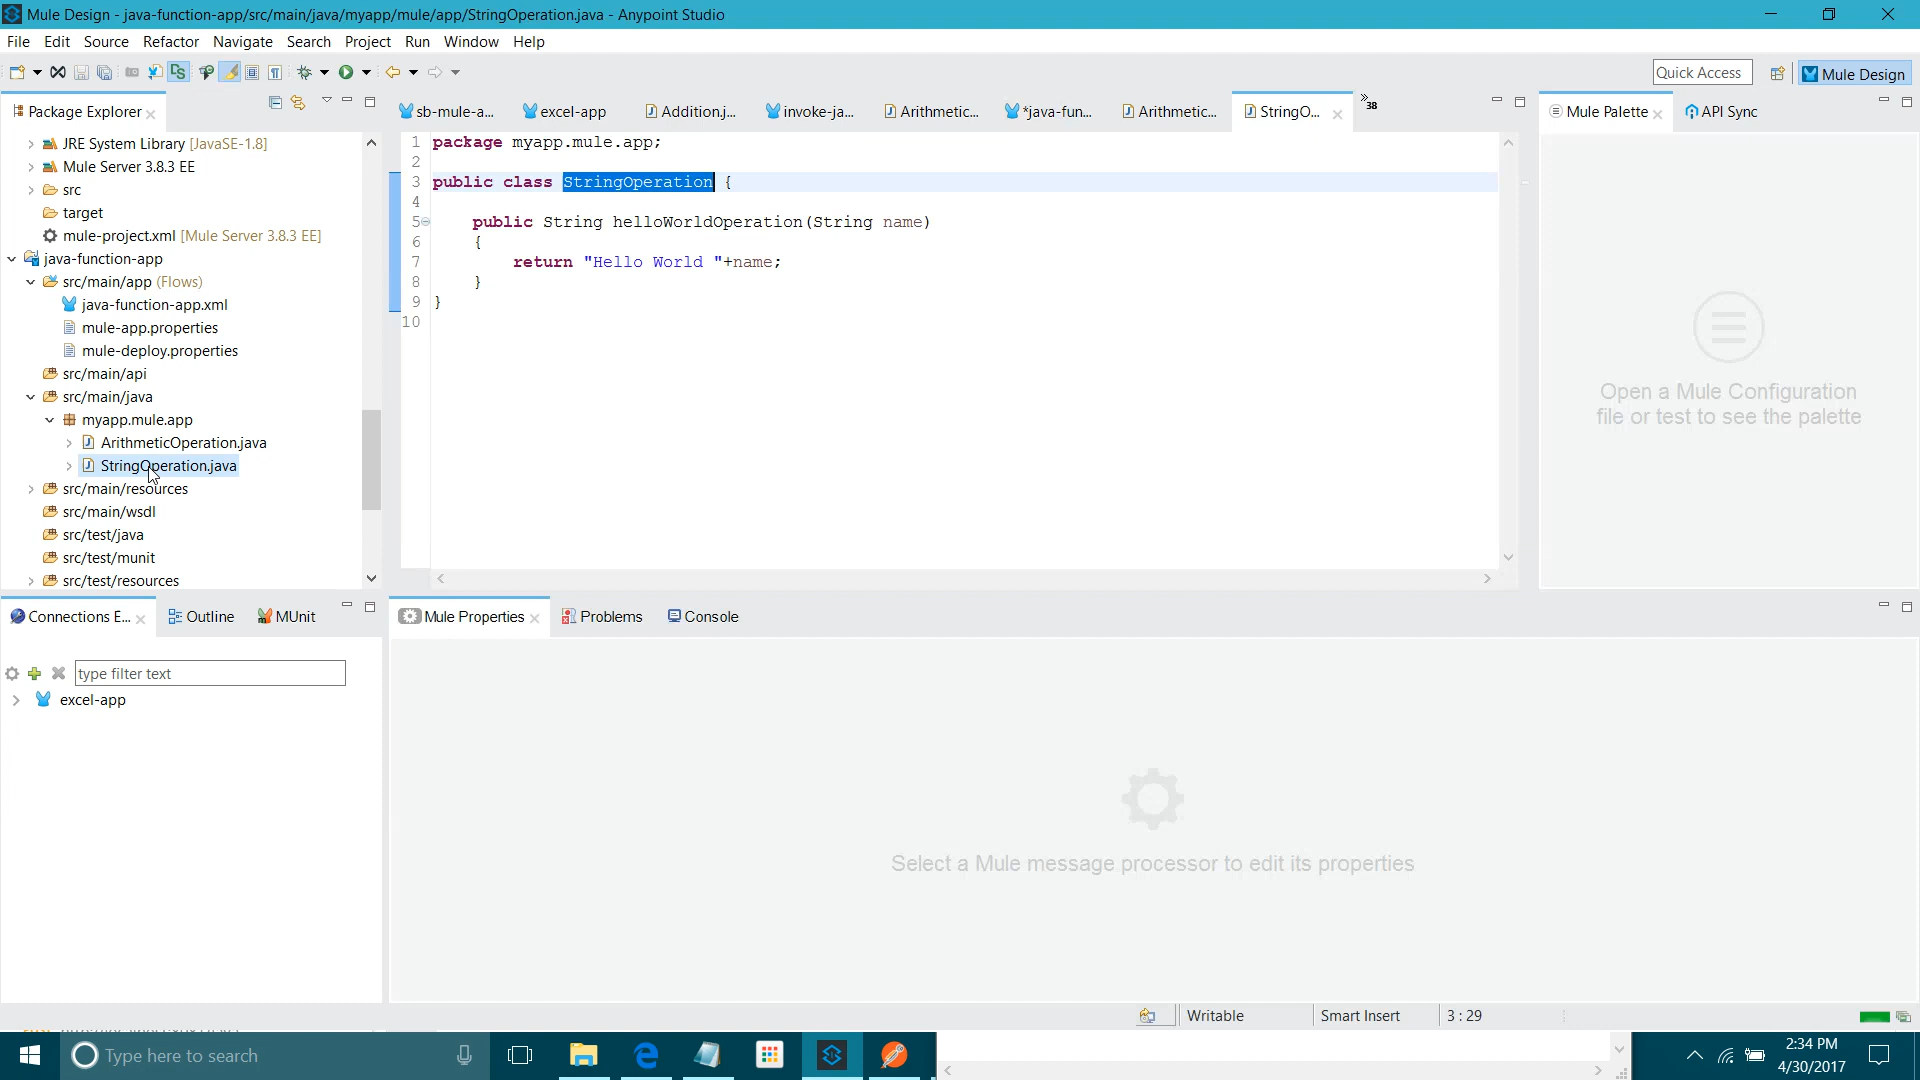 Mule Design - java-function-app/src/main/java/myapp/mule/app/StringOperation.java - Anypoint Studio
File Edit Source Refactor Navigate Search Project Run Window Help
Quick Access
Mule Design
Package Explorer
sb-mule-a...
excel-app
Addition.j...
invoke-ja...
Arithmetic...
*java-fun...
Arithmetic...
StringO...
38
Mule Palette
API Sync
JRE System Library [JavaSE-1.8]
Mule Server 3.8.3 EE
src
target
mule-project.xml [Mule Server 3.8.3 EE]
java-function-app
src/main/app (Flows)
java-function-app.xml
mule-app.properties
mule-deploy.properties
src/main/api
src/main/java
myapp.mule.app
ArithmeticOperation.java
StringOperation.java
src/main/resources
src/main/wsdl
src/test/java
src/test/munit
src/test/resources
1 package myapp.mule.app;
2
3 public class StringOperation {
4
5 public String helloWorldOperation(String name)
6 {
7 return "Hello World "+name;
8 }
9 }
10
Open a Mule Configuration
file or test to see the palette
Connections E...
Outline
MUnit
type filter text
excel-app
Mule Properties
Problems
Console
Select a Mule message processor to edit its properties
Writable
Smart Insert
3 : 29
Type here to search
2:34 PM
4/30/2017